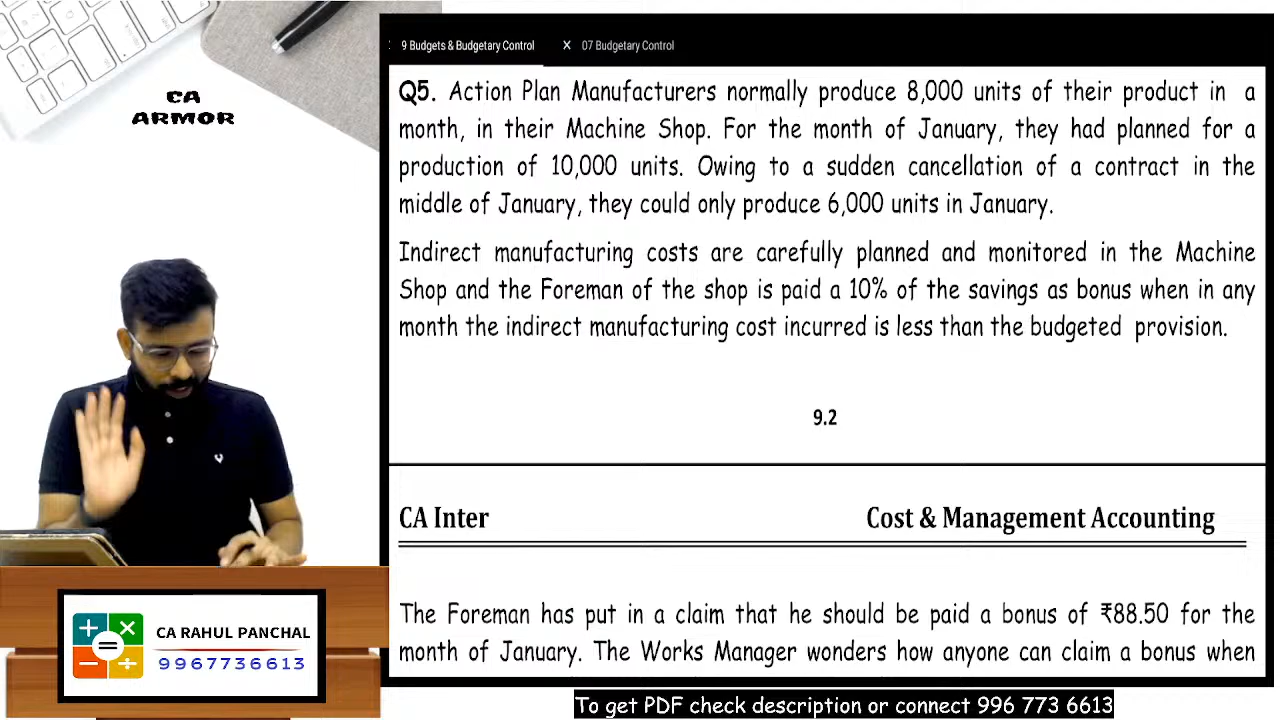 9 Budgets & Budgetary Control
X 07 Budgetary Control
CA
ARMOR
Q5. Action Plan Manufacturers normally produce 8,000 units of their product in a
month, in their Machine Shop. For the month of January, they had planned for a
production of 10,000 units. Owing to a sudden cancellation of a contract in the
middle of January, they could only produce 6,000 units in January.
Indirect manufacturing costs are carefully planned and monitored in the Machine
Shop and the Foreman of the shop is paid a 10% of the savings as bonus when in any
month the indirect manufacturing cost incurred is less than the budgeted provision.
9.2
CA Inter Cost & Management Accounting
The Foreman has put in a claim that he should be paid a bonus of ₹88.50 for the
month of January. The Works Manager wonders how anyone can claim a bonus when
CA RAHUL PANCHAL
9967736613
To get PDF check description or connect 996 773 6613